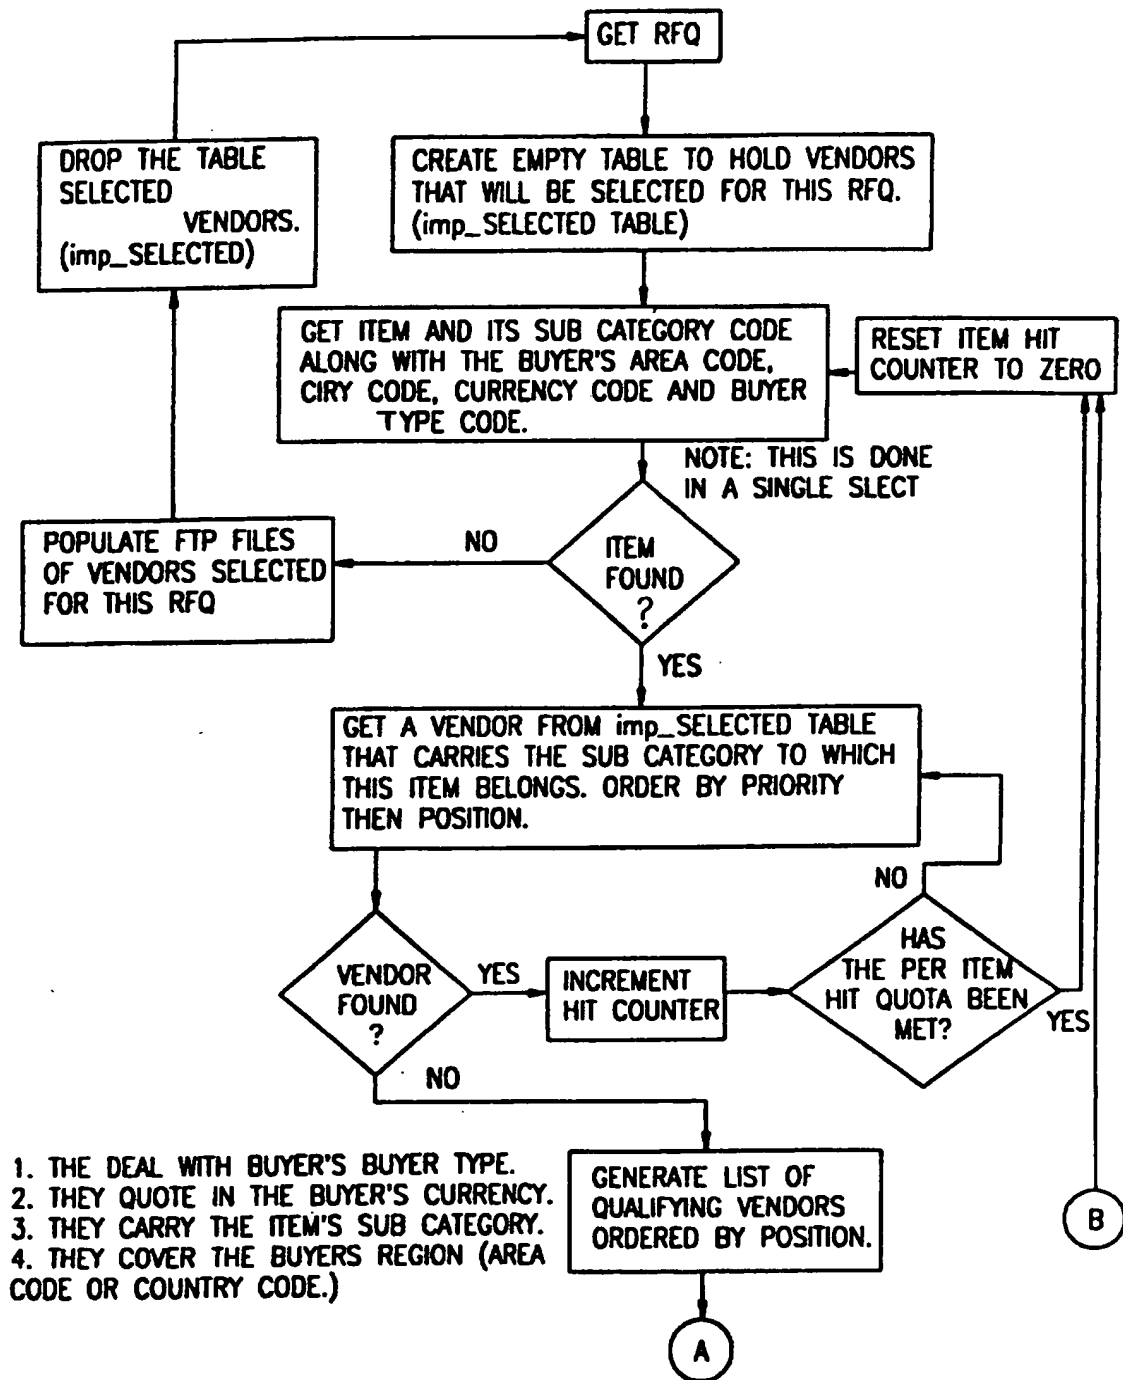 GET RFQ
DROP THE TABLE
SELECTED
VENDORS.
(imp_SELECTED)
CREATE EMPTY TABLE TO HOLD VENDORS
THAT WILL BE SELECTED FOR THIS RFQ.
(imp_SELECTED TABLE)
GET ITEM AND ITS SUB CATEGORY CODE
ALONG WITH THE BUYER'S AREA CODE,
CIRY CODE, CURRENCY CODE AND BUYER
TYPE CODE.
RESET ITEM HIT
COUNTER TO ZERO
NOTE: THIS IS DONE
IN A SINGLE SLECT
POPULATE FTP FILES
OF VENDORS SELECTED
FOR THIS RFQ
NO
ITEM
FOUND
?
YES
GET A VENDOR FROM imp_SELECTED TABLE
THAT CARRIES THE SUB CATEGORY TO WHICH
THIS ITEM BELONGS. ORDER BY PRIORITY
THEN POSITION.
VENDOR
FOUND
?
YES
INCREMENT
HIT COUNTER
NO
HAS
THE PER ITEM
HIT QUOTA BEEN
MET?
YES
NO
1. THE DEAL WITH BUYER'S BUYER TYPE.
2. THEY QUOTE IN THE BUYER'S CURRENCY.
3. THEY CARRY THE ITEM'S SUB CATEGORY.
4. THEY COVER THE BUYERS REGION (AREA
CODE OR COUNTRY CODE.)
GENERATE LIST OF
QUALIFYING VENDORS
ORDERED BY POSITION.
B
A